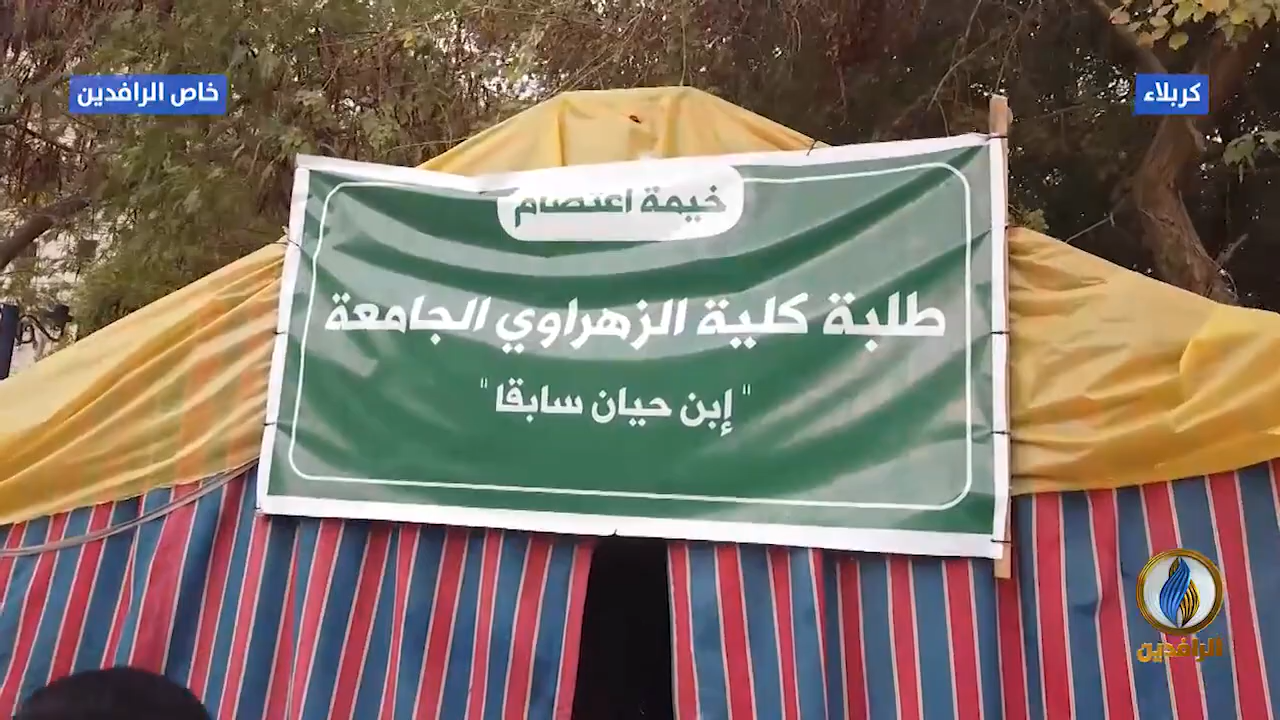 خاص الرافدين
كربلاء
خيمة اعتصام
طلبة كلية الزهراوي الجامعة
"إبن حيان سابقا"
الرافدين